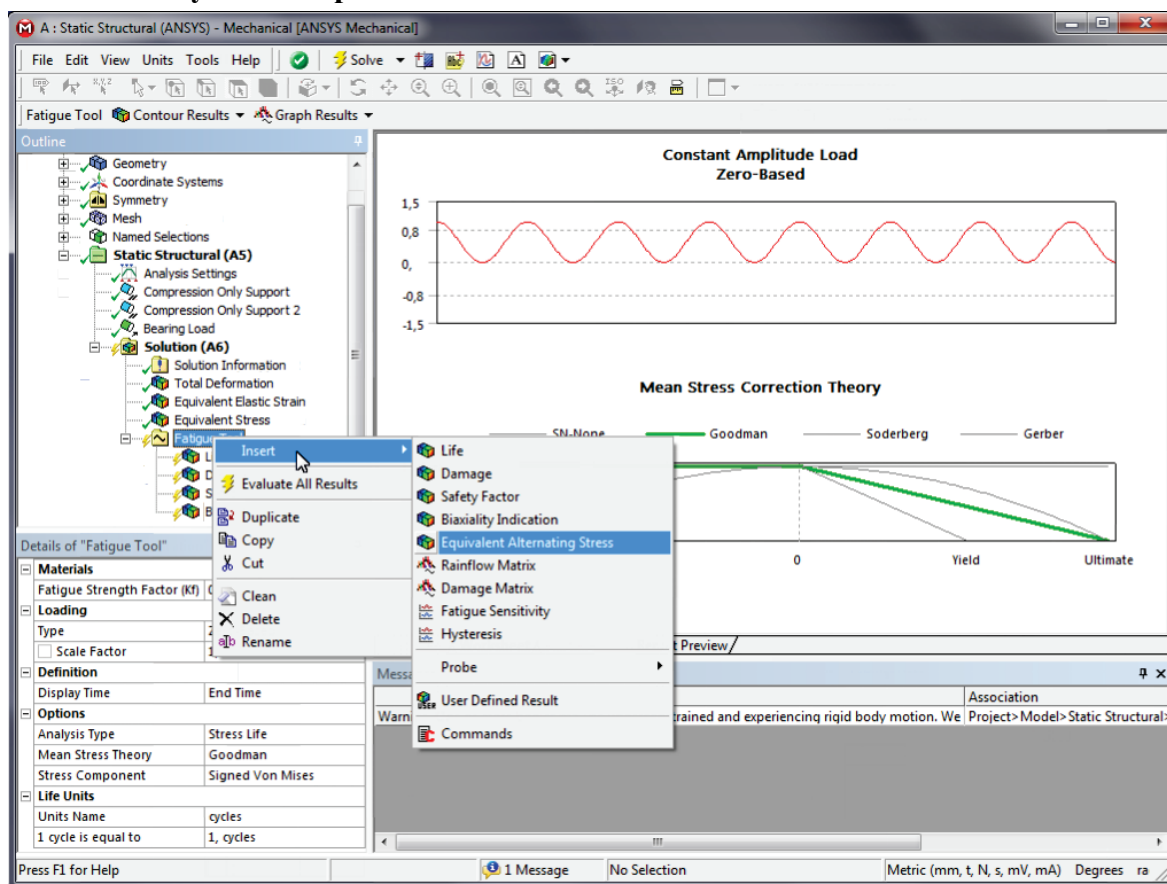 A : Static Structural (ANSYS) - Mechanical [ANSYS Mechanical]
File Edit View Units Tools Help Solve
Fatigue Tool Contour Results Graph Results
Outline
Geometry
Coordinate Systems
Symmetry
Mesh
Named Selections
Static Structural (A5)
Analysis Settings
Compression Only Support
Compression Only Support 2
Bearing Load
Solution (A6)
Solution Information
Total Deformation
Equivalent Elastic Strain
Equivalent Stress
Insert
Evaluate All Results
Duplicate
Copy
Cut
Clean
Delete
Rename
Life
Damage
Safety Factor
Biaxiality Indication
Equivalent Alternating Stress
Rainflow Matrix
Damage Matrix
Fatigue Sensitivity
Hysteresis
Probe
User Defined Result
Commands
Constant Amplitude Load
Zero-Based
1,5
0,8
0,
-0,8
-1,5
Mean Stress Correction Theory
SN-None Goodman Soderberg Gerber
0 Yield Ultimate
Details of "Fatigue Tool"
Materials
Fatigue Strength Factor (Kf)
Loading
Type
Scale Factor
Definition
Display Time End Time
Options
Analysis Type Stress Life
Mean Stress Theory Goodman
Stress Component Signed Von Mises
Life Units
Units Name cycles
1 cycle is equal to 1, cycles
t Preview
Association
trained and experiencing rigid body motion. We Project>Model>Static Structural>
Press F1 for Help 1 Message No Selection Metric (mm, t, N, s, mV, mA) Degrees ra